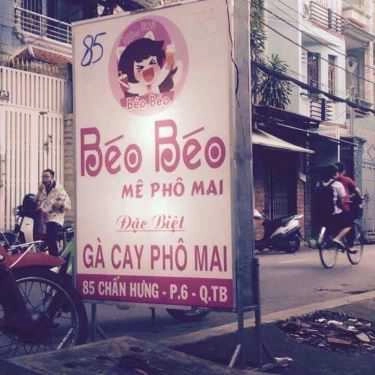 85
Béo Béo
Béo Béo
MÊ PHÔ MAI
Đặc Biệt
GÀ CAY PHÔ MAI
85 CHẤN HƯNG - P.6 - Q.TB